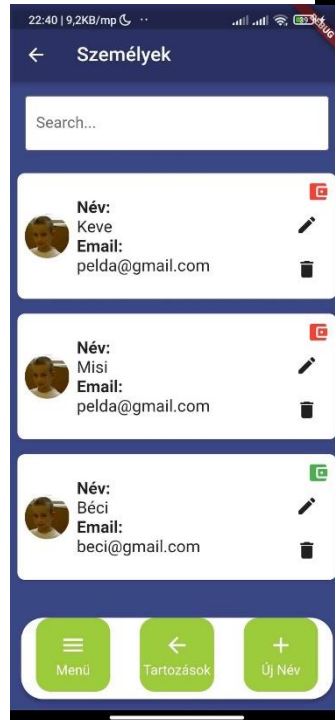 22:40 | 9,2KB/mp
Személyek
Search...
Név:
Keve
Email:
pelda@gmail.com
Név:
Misi
Email:
pelda@gmail.com
Név:
Béci
Email:
beci@gmail.com
Menü
Tartozások
Új Név